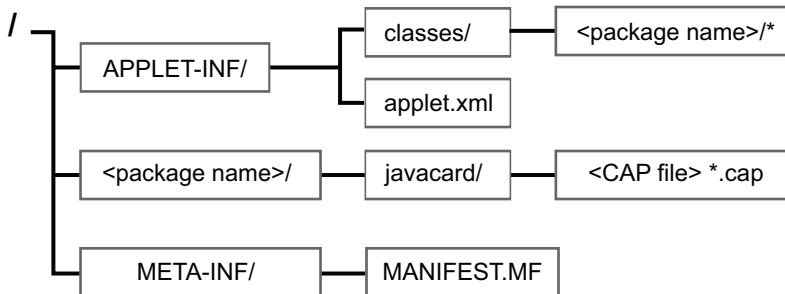 /
APPLET-INF/
classes/
<package name>/*
applet.xml
<package name>/
javacard/
<CAP file> *.cap
META-INF/
MANIFEST.MF